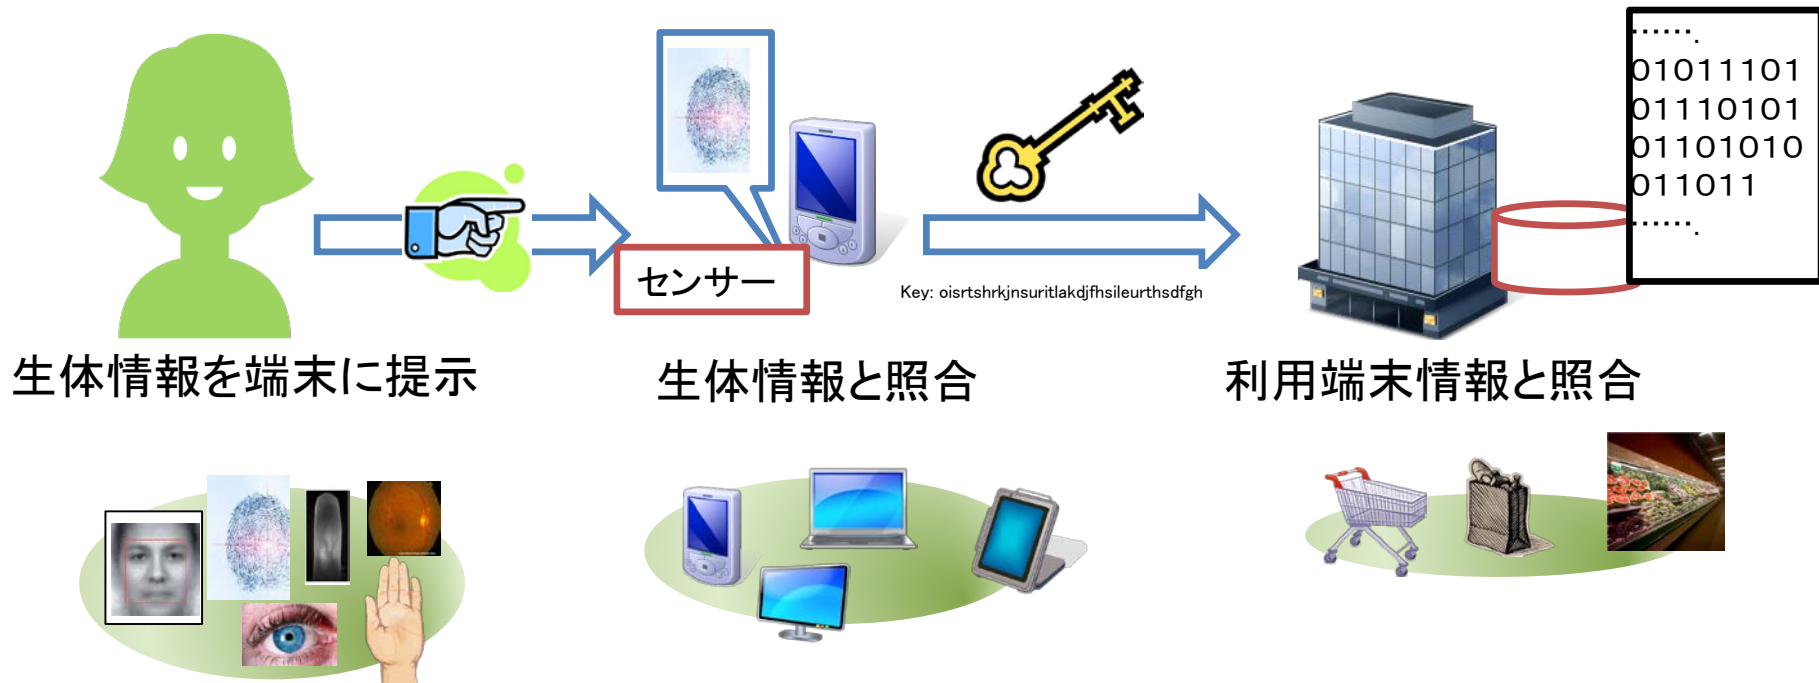 センサー
Key: oisrtshrkjnsuritlakdjfhsileurthsdfgh
…….
01011101
01110101
01101010
011011
…….
生体情報を端末に提示
生体情報と照合
利用端末情報と照合